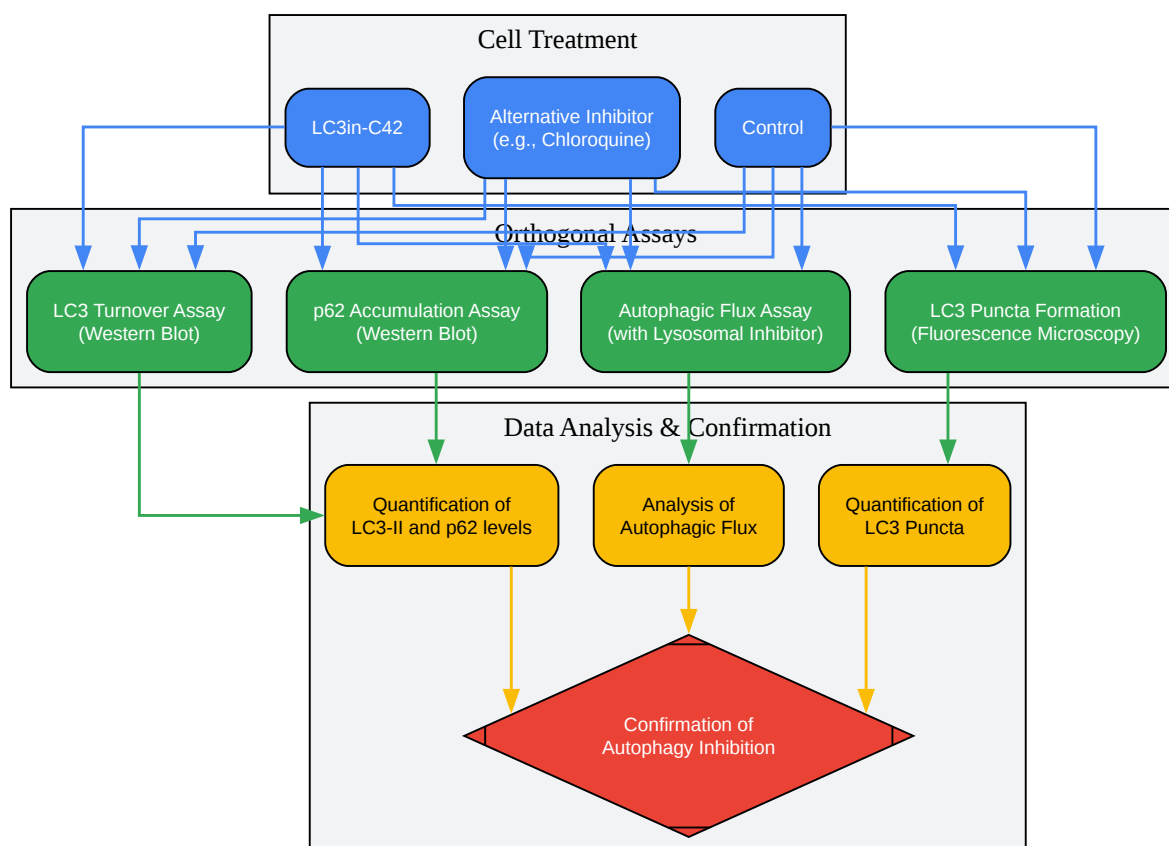 Cell Treatment
LC3in-C42
Alternative Inhibitor
(e.g., Chloroquine)
Control
Orthogonal Assays
LC3 Turnover Assay
(Western Blot)
p62 Accumulation Assay
(Western Blot)
Autophagic Flux Assay
(with Lysosomal Inhibitor)
LC3 Puncta Formation
(Fluorescence Microscopy)
Data Analysis & Confirmation
Quantification of
LC3-II and p62 levels
Analysis of
Autophagic Flux
Quantification of
LC3 Puncta
Confirmation of
Autophagy Inhibition